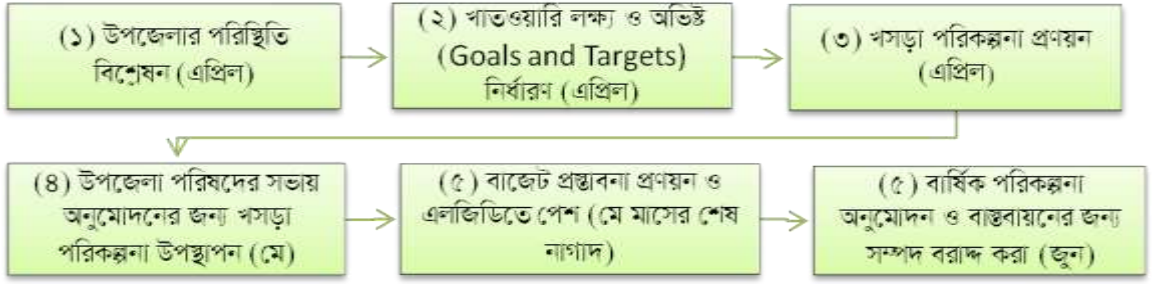 (১) উপজেলার পরিস্থিতি
বিশ্লেষন (এপ্রিল)
(২) খাতওয়ারি লক্ষ্য ও অভিষ্ট
(Goals and Targets)
নির্ধারণ (এপ্রিল)
(৩) খসড়া পরিকল্পনা প্রণয়ন
(এপ্রিল)
(৪) উপজেলা পরিষদের সভায়
অনুমোদনের জন্য খসড়া
পরিকল্পনা উপস্থাপন (মে)
(৫) বাজেট প্রস্তাবনা প্রণয়ন ও
এলজিডিতে পেশ (মে মাসের শেষ
নাগাদ)
(৫) বার্ষিক পরিকল্পনা
অনুমোদন ও বাস্তবায়নের জন্য
সম্পদ বরাদ্দ করা (জুন)